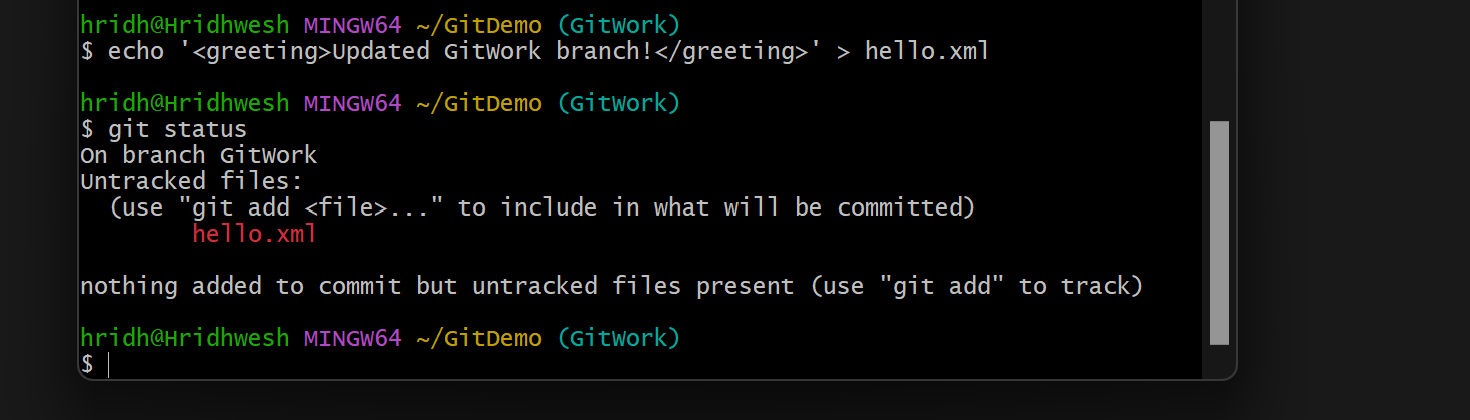 hridh@Hridhwesh MINGW64 ~/GitDemo (GitWork)
$ echo '<greeting>Updated GitWork branch!</greeting>' > hello.xml
hridh@Hridhwesh MINGW64 ~/GitDemo (GitWork)
$ git status
On branch GitWork
Untracked files:
  (use "git add <file>..." to include in what will be committed)
        hello.xml
nothing added to commit but untracked files present (use "git add" to track)
hridh@Hridhwesh MINGW64 ~/GitDemo (GitWork)
$